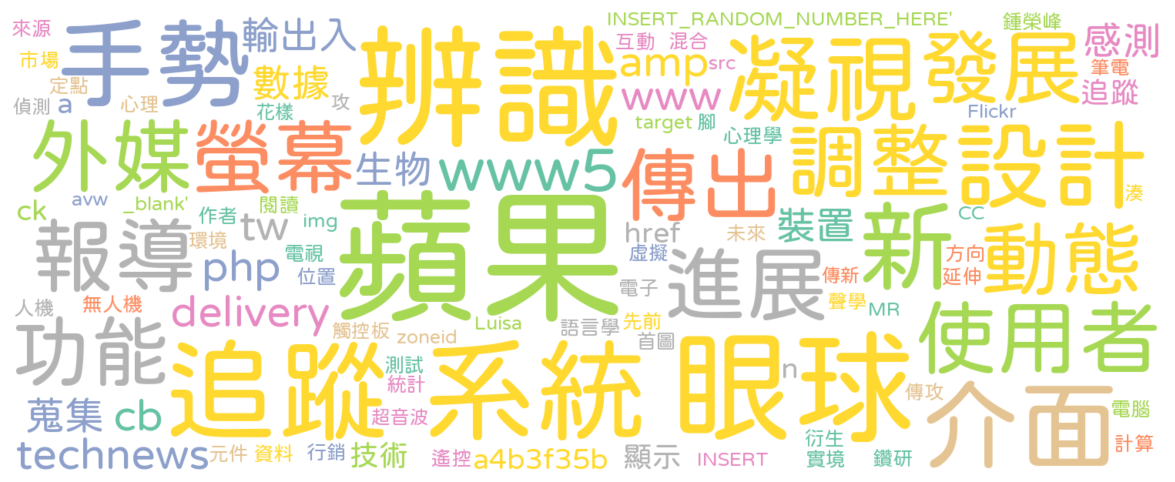 來源 手勢 輸出入 辨識 INSERT_RANDOM_NUMBER_HERE' 鍾榮峰
市場 數據 互動 混合 凝視 發展 感測
定點 amp src 筆電
偵測 a 心理 花樣 攻 www 追蹤
target 腳 心理學 Flickr
外媒 螢幕 生物 www5 傳出 調整 設計
ck avw _blank' 作者 閱讀 img 蘋果 湊
報導 tw href 未來 裝置 新 CC 動態
環境 電視 虛擬 方向
php 位置 電子 進展 傳新 延伸
人機 無人機 delivery 聲學 MR
功能 觸控板 zoneid Luisa 語言學 先前 首圖 使用者
追蹤 測試 系統 眼球 n
統計 傳攻 介面
蒐集 cb 超音波 電腦
technews 元件 資料 行銷 技術 遙控 a4b3f35b 顯示 INSERT 衍生 計算
實境 鑽研